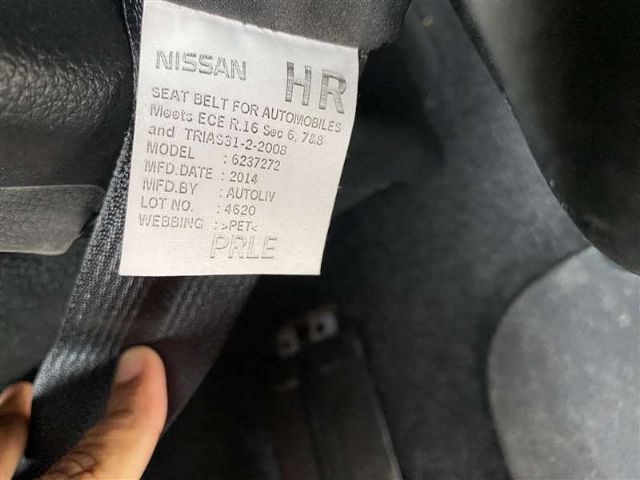 NISSAN HR
SEAT BELT FOR AUTOMOBILES
Meets ECE R.16 Sec 6, 7&8
and TRIAS31-2-2008
MODEL : 6237272
MFD.DATE : 2014
MFD.BY : AUTOLIV
LOT NO. : 4620
WEBBING : >PET<
PRLE